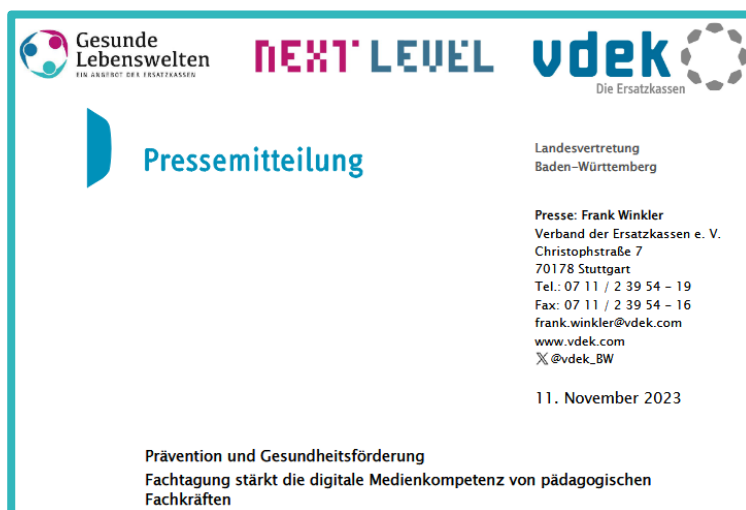 Gesunde
Lebenswelten
EIN ANGEBOT DER ERSATZKASSEN
NEXT LEVEL
vdek
Die Ersatzkassen
Pressemitteilung
Landesvertretung
Baden-Württemberg
Presse: Frank Winkler
Verband der Ersatzkassen e. V.
Christophstraße 7
70178 Stuttgart
Tel.: 07 11 / 2 39 54 – 19
Fax: 07 11 / 2 39 54 – 16
frank.winkler@vdek.com
www.vdek.com
𝕏 @vdek_BW
11. November 2023
Prävention und Gesundheitsförderung
Fachtagung stärkt die digitale Medienkompetenz von pädagogischen
Fachkräften